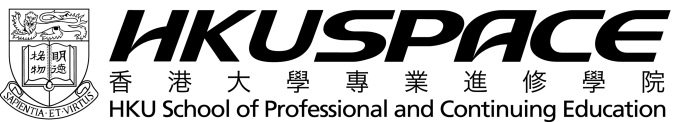 明德
格物
SAPIENTIA·ET·VIRTUS
HKUSPACE
香港大學專業進修學院
HKU School of Professional and Continuing Education